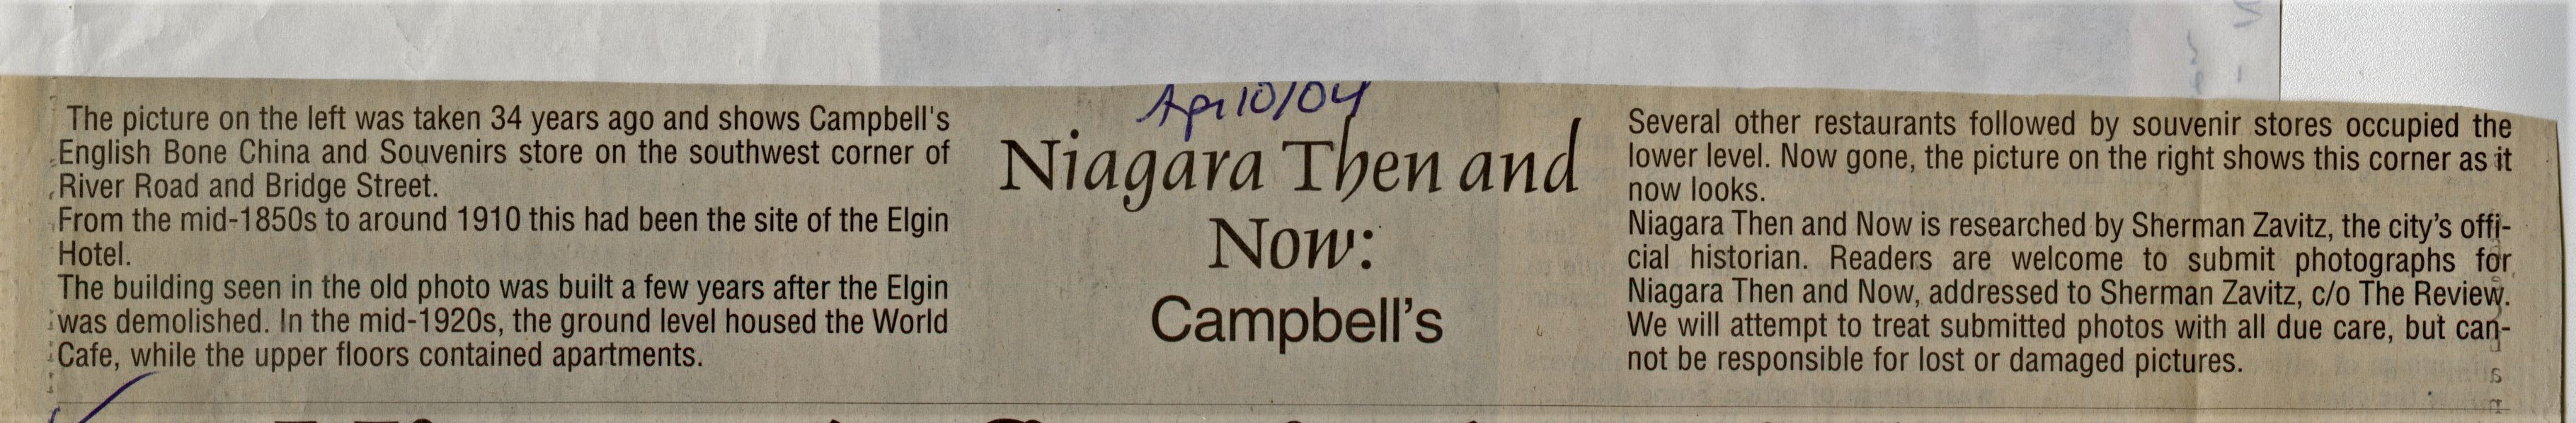 The picture on the left was taken 34 years ago and shows Campbell's
English Bone China and Souvenirs store on the southwest corner of
River Road and Bridge Street.
From the mid-1850s to around 1910 this had been the site of the Elgin
Hotel.
The building seen in the old photo was built a few years after the Elgin
was demolished. In the mid-1920s, the ground level housed the World
Cafe, while the upper floors contained apartments.
Apr 10/04
Niagara Then and
Now:
Campbell's
Several other restaurants followed by souvenir stores occupied the
lower level. Now gone, the picture on the right shows this corner as it
now looks.
Niagara Then and Now is researched by Sherman Zavitz, the city's offi-
cial historian. Readers are welcome to submit photographs for
Niagara Then and Now, addressed to Sherman Zavitz, c/o The Review.
We will attempt to treat submitted photos with all due care, but can-
not be responsible for lost or damaged pictures.